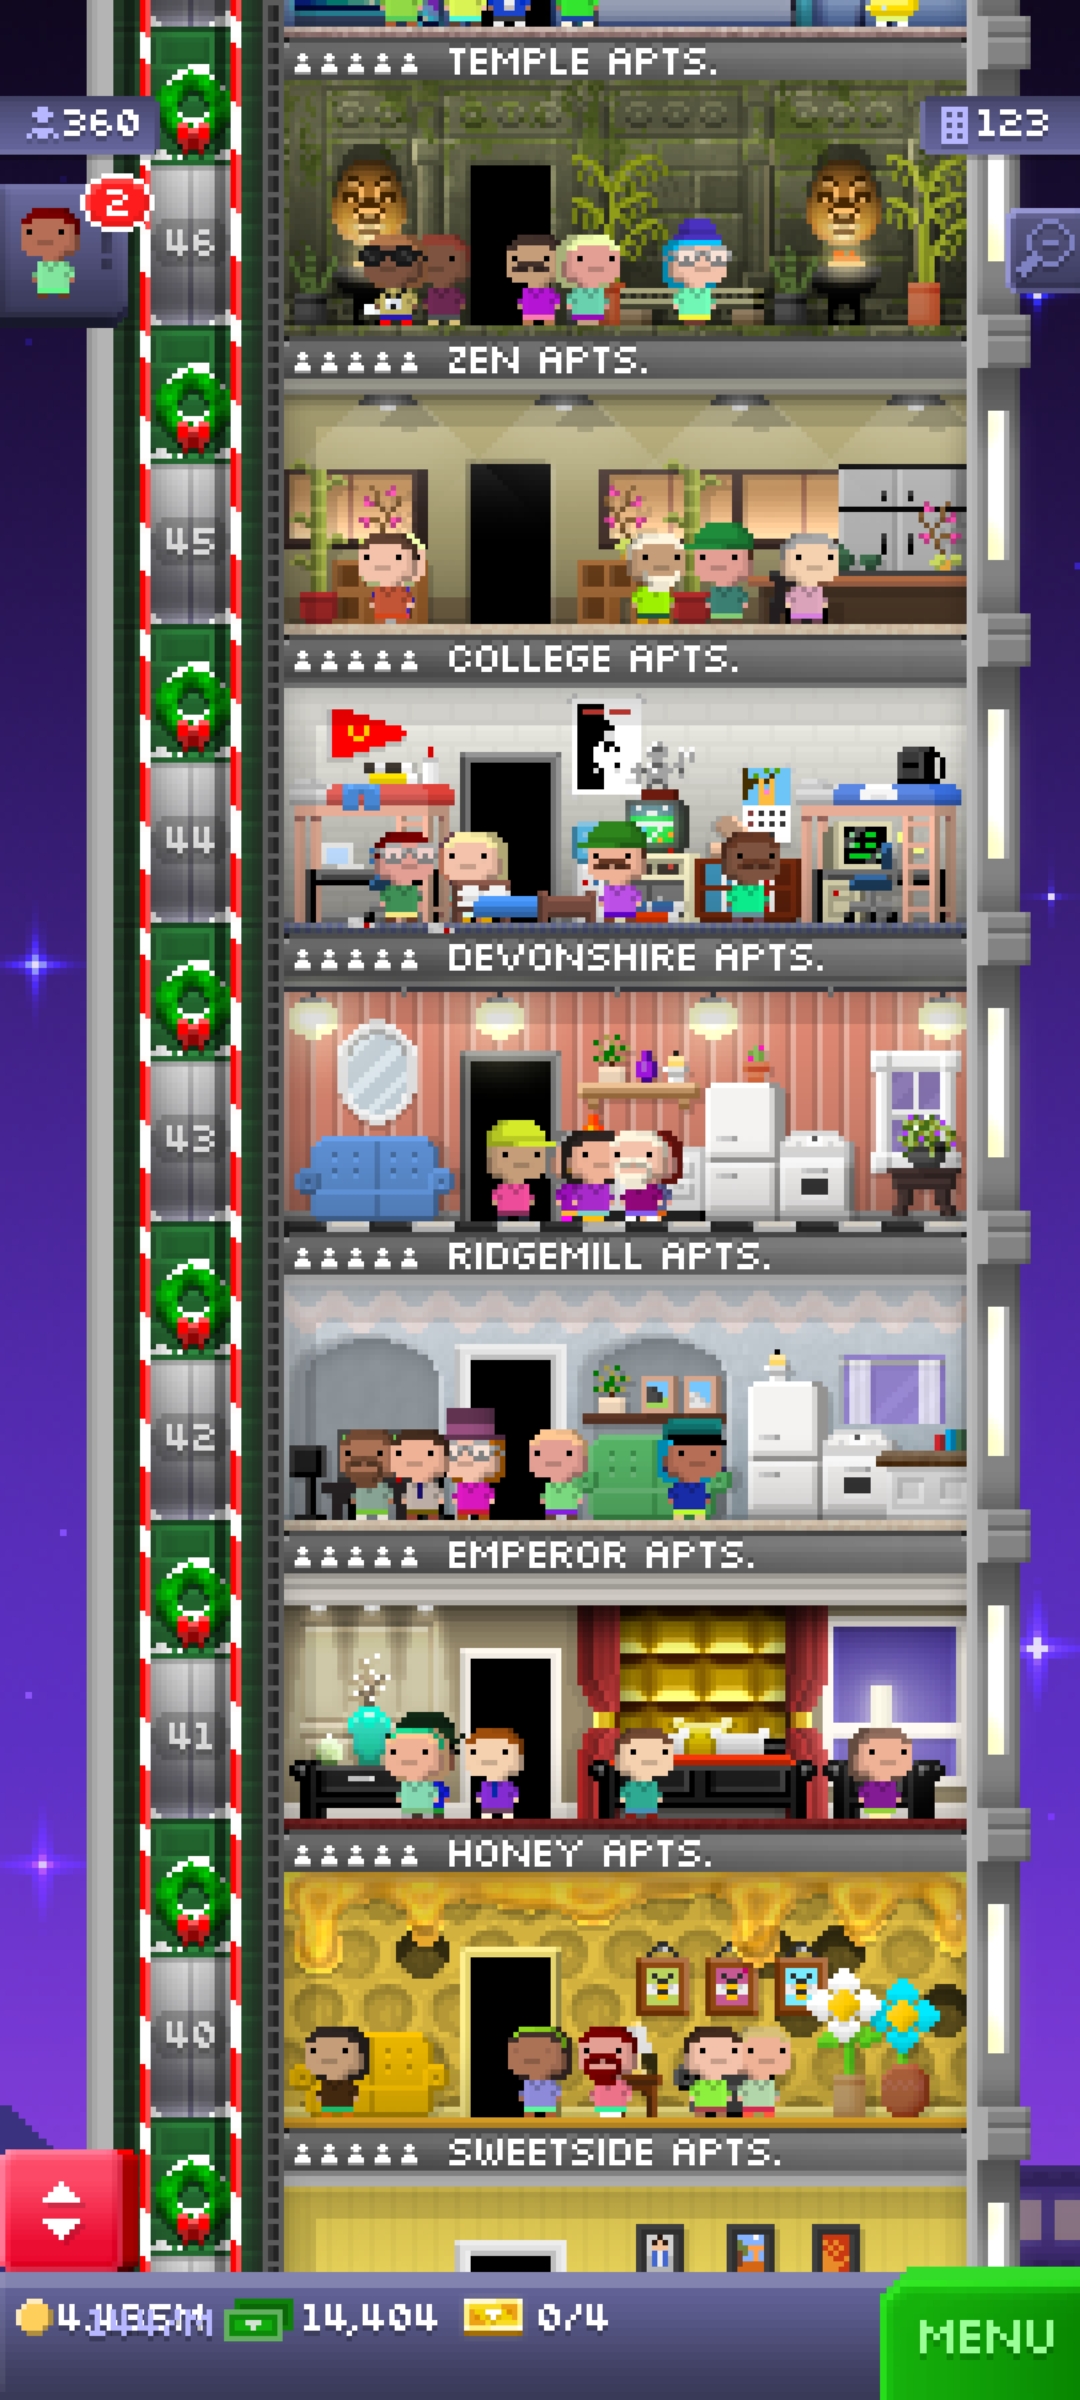 TEMPLE APTS.
360
123
2
46
ZEN APTS.
45
COLLEGE APTS.
44
DEVONSHIRE APTS.
43
RIDGEMILL APTS.
42
EMPEROR APTS.
41
HONEY APTS.
40
SWEETSIDE APTS.
14,404
0/4
MENU